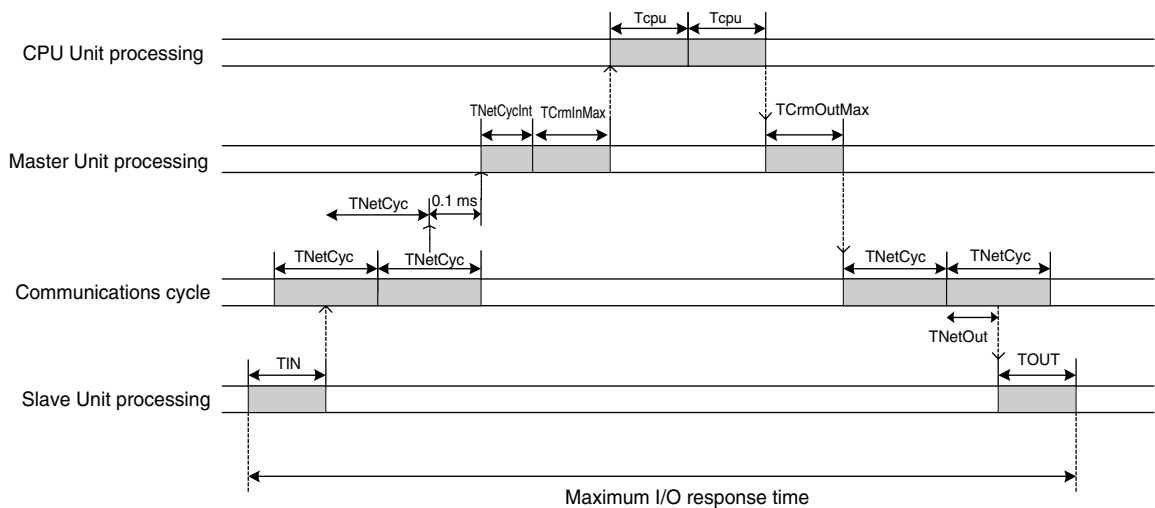 Tcpu Tcpu
CPU Unit processing
TNetCycInt TCrmInMax TCrmOutMax
Master Unit processing
TNetCyc 0.1 ms
TNetCyc TNetCyc TNetCyc TNetCyc
Communications cycle
TNetOut
TIN TOUT
Slave Unit processing
Maximum I/O response time